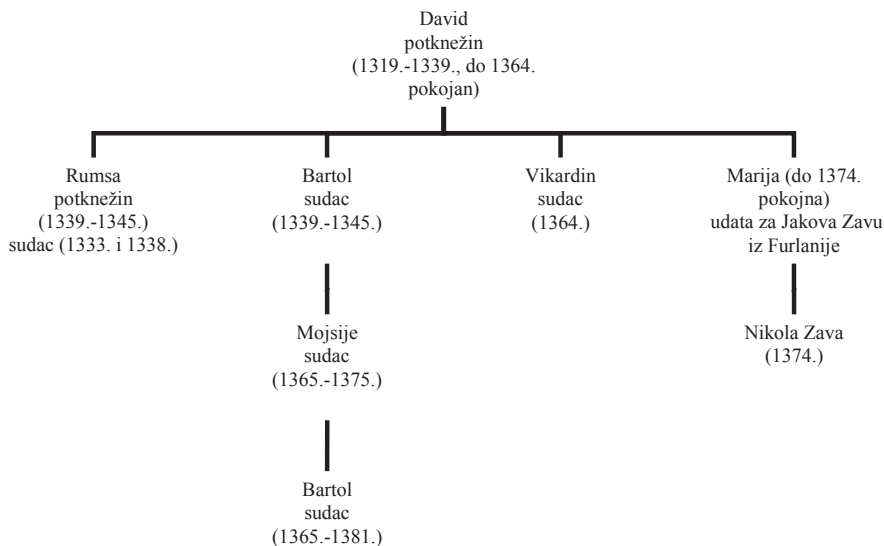 David
potknežin
(1319.-1339., do 1364.
pokojan)
Rumsa
potknežin
(1339.-1345.)
sudac (1333. i 1338.)
Bartol
sudac
(1339.-1345.)
Vikardin
sudac
(1364.)
Marija (do 1374.
pokojna)
udata za Jakova Zavu
iz Furlanije
Mojsije
sudac
(1365.-1375.)
Nikola Zava
(1374.)
Bartol
sudac
(1365.-1381.)